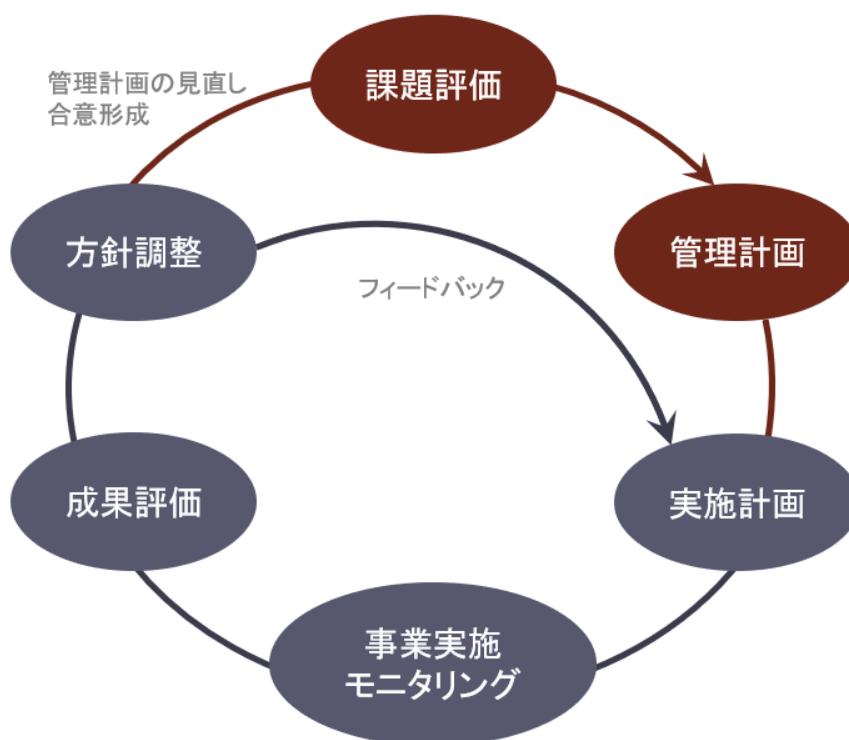 管理計画の見直し
合意形成
課題評価
方針調整
管理計画
フィードバック
成果評価
実施計画
事業実施
モニタリング